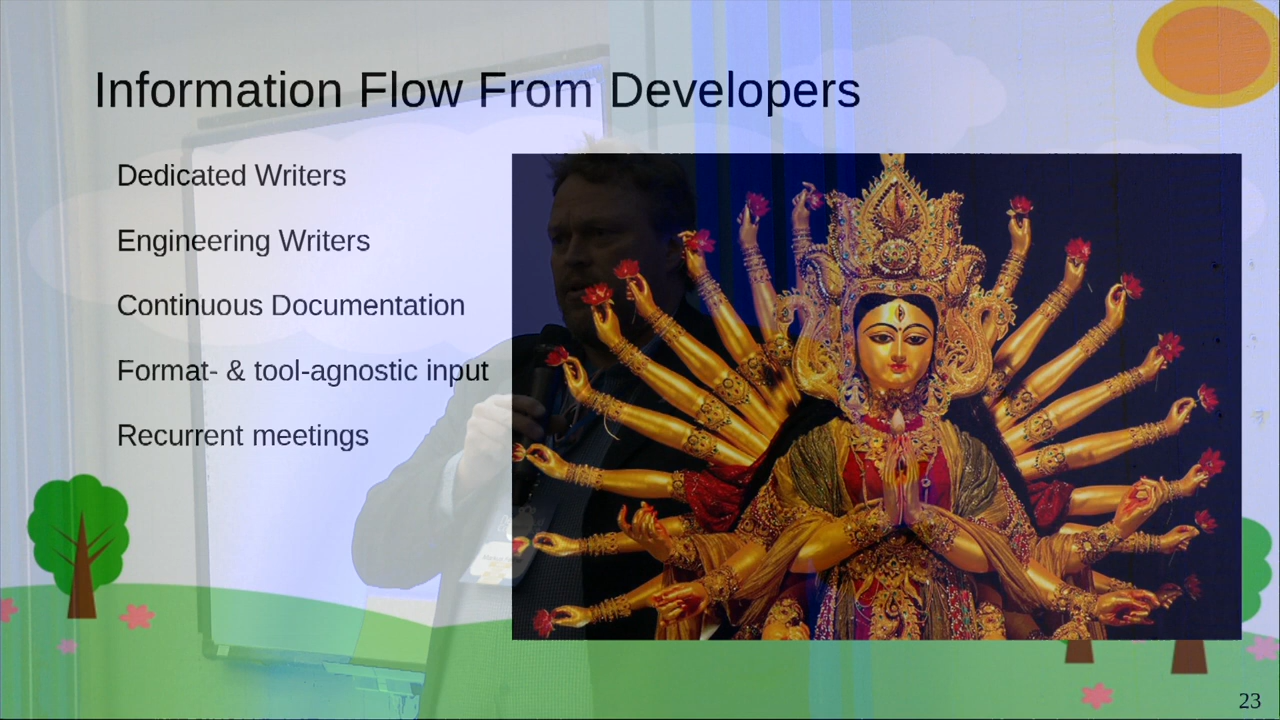 Information Flow From Developers
Dedicated Writers
Engineering Writers
Continuous Documentation
Format- & tool-agnostic input
Recurrent meetings
23